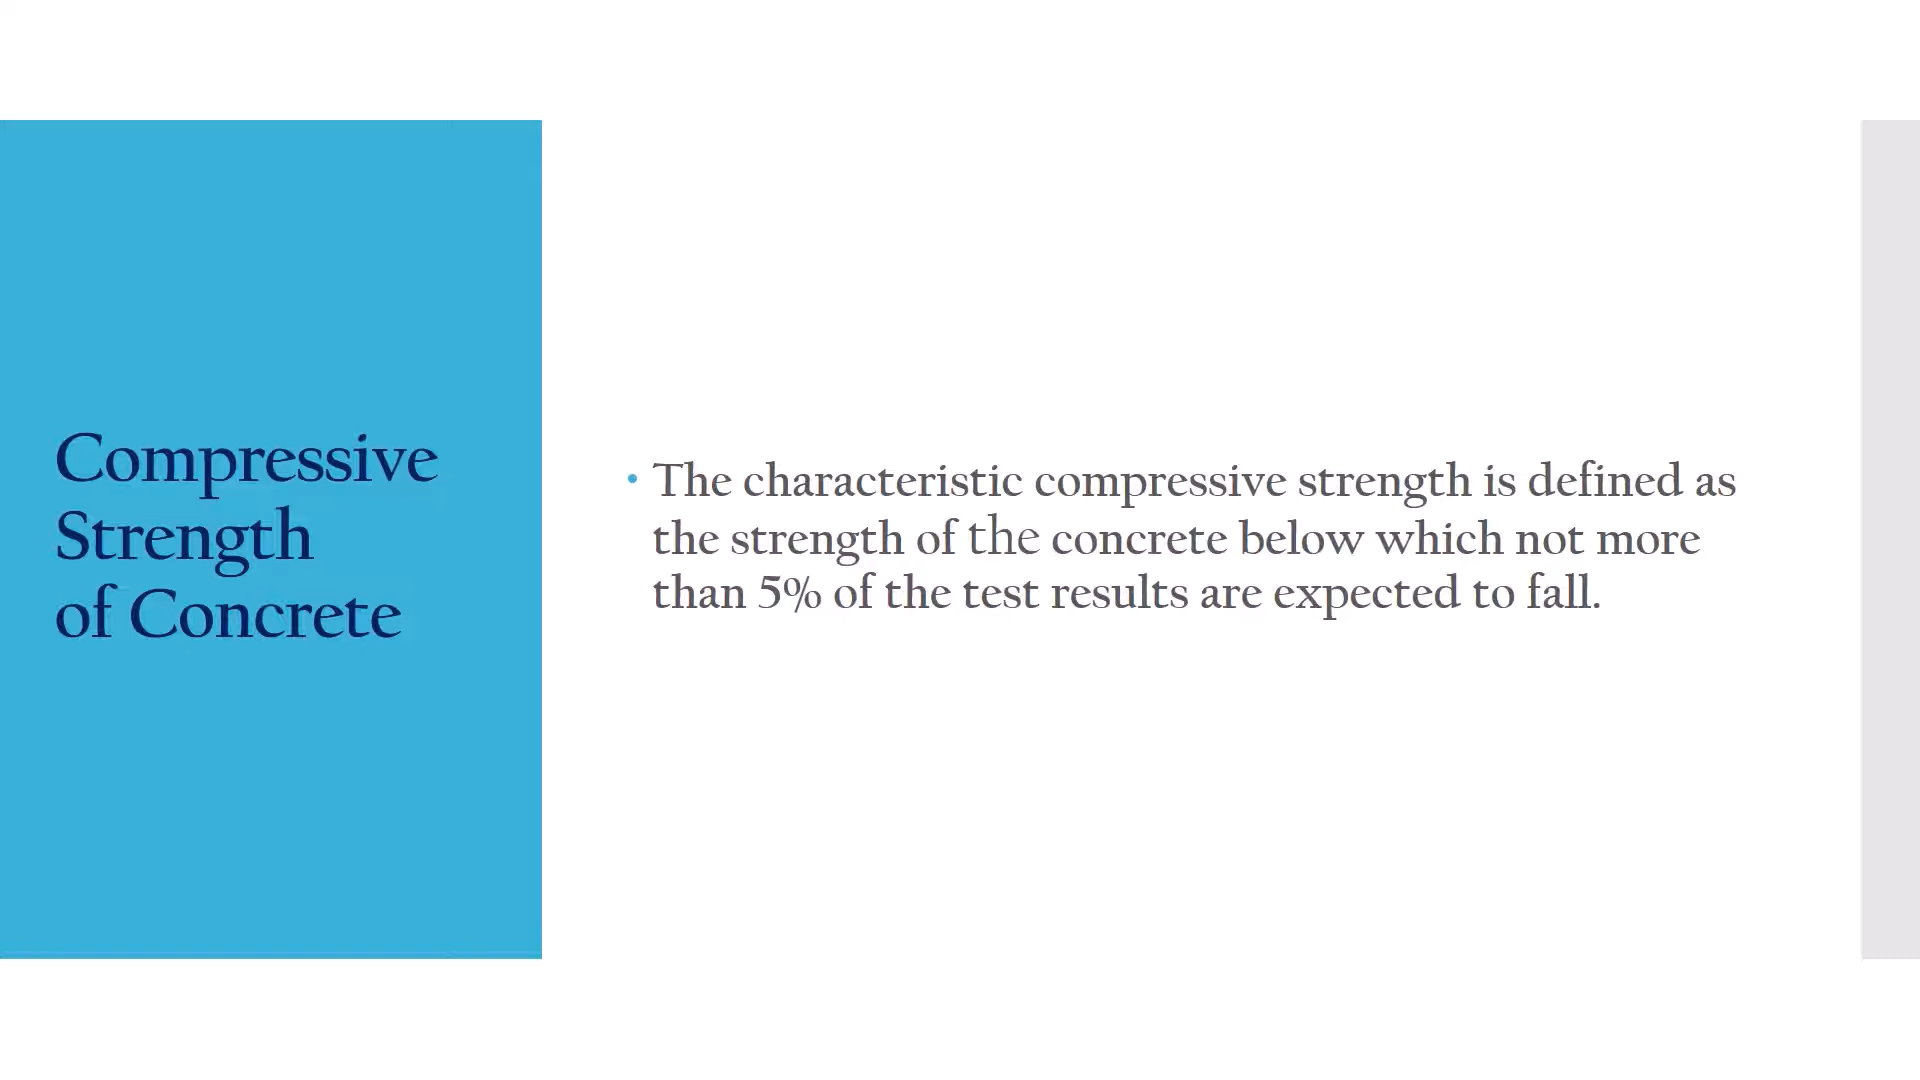 Compressive
Strength
of Concrete
• The characteristic compressive strength is defined as
the strength of the concrete below which not more
than 5% of the test results are expected to fall.